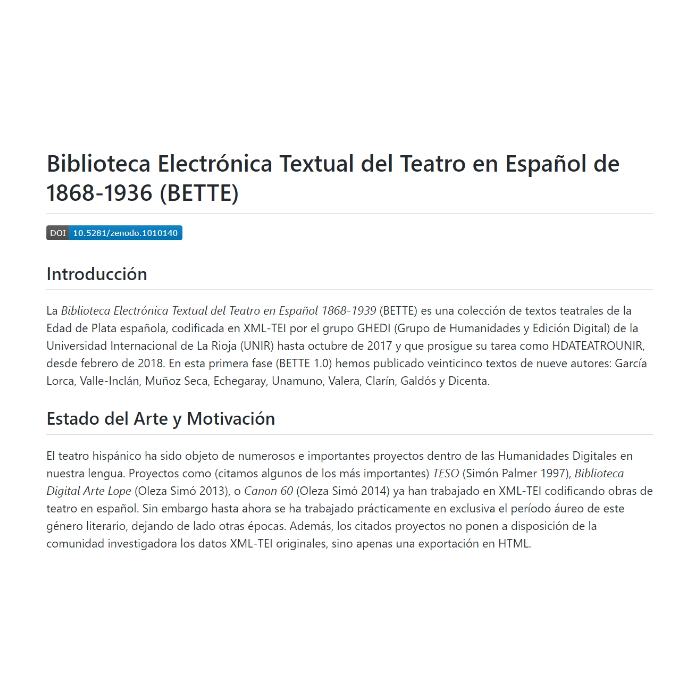 Biblioteca Electrónica Textual del Teatro en Español de
1868-1936 (BETTE)
DOI 10.5281/zenodo.1010140
Introducción
La Biblioteca Electrónica Textual del Teatro en Español 1868-1939 (BETTE) es una colección de textos teatrales de la
Edad de Plata española, codificada en XML-TEI por el grupo GHEDI (Grupo de Humanidades y Edición Digital) de la
Universidad Internacional de La Rioja (UNIR) hasta octubre de 2017 y que prosigue su tarea como HDATEATROUNIR,
desde febrero de 2018. En esta primera fase (BETTE 1.0) hemos publicado veinticinco textos de nueve autores: García
Lorca, Valle-Inclán, Muñoz Seca, Echegaray, Unamuno, Valera, Clarín, Galdós y Dicenta.
Estado del Arte y Motivación
El teatro hispánico ha sido objeto de numerosos e importantes proyectos dentro de las Humanidades Digitales en
nuestra lengua. Proyectos como (citamos algunos de los más importantes) TESO (Simón Palmer 1997), Biblioteca
Digital Arte Lope (Oleza Simó 2013), o Canon 60 (Oleza Simó 2014) ya han trabajado en XML-TEI codificando obras de
teatro en español. Sin embargo hasta ahora se ha trabajado prácticamente en exclusiva el período áureo de este
género literario, dejando de lado otras épocas. Además, los citados proyectos no ponen a disposición de la
comunidad investigadora los datos XML-TEI originales, sino apenas una exportación en HTML.